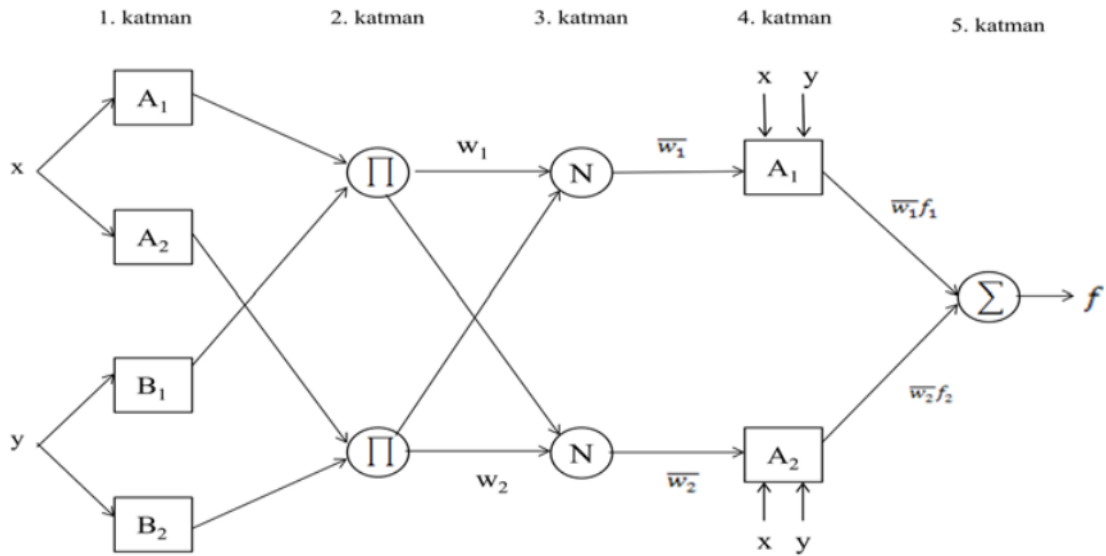 1. katman 2. katman 3. katman 4. katman 5. katman
x y
A₁
w₁ w̅₁
∏ N A₁
x
w̅₁f₁
A₂
∑ f
B₁
w̅₂f₂
y
∏ N A₂
w₂ w̅₂
B₂
x y